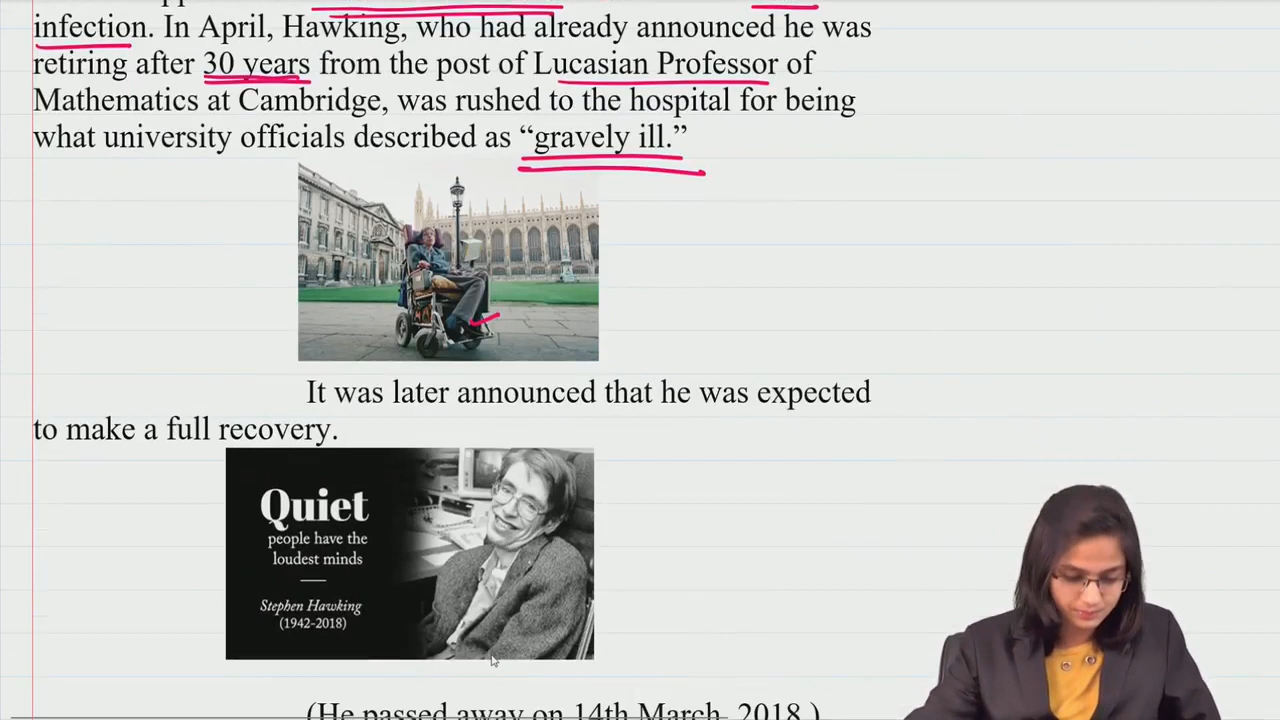 infection. In April, Hawking, who had already announced he was
retiring after 30 years from the post of Lucasian Professor of
Mathematics at Cambridge, was rushed to the hospital for being
what university officials described as “gravely ill.”
It was later announced that he was expected
to make a full recovery.
Quiet
people have the
loudest minds
Stephen Hawking
(1942-2018)
(He passed away on 14th March, 2018.)